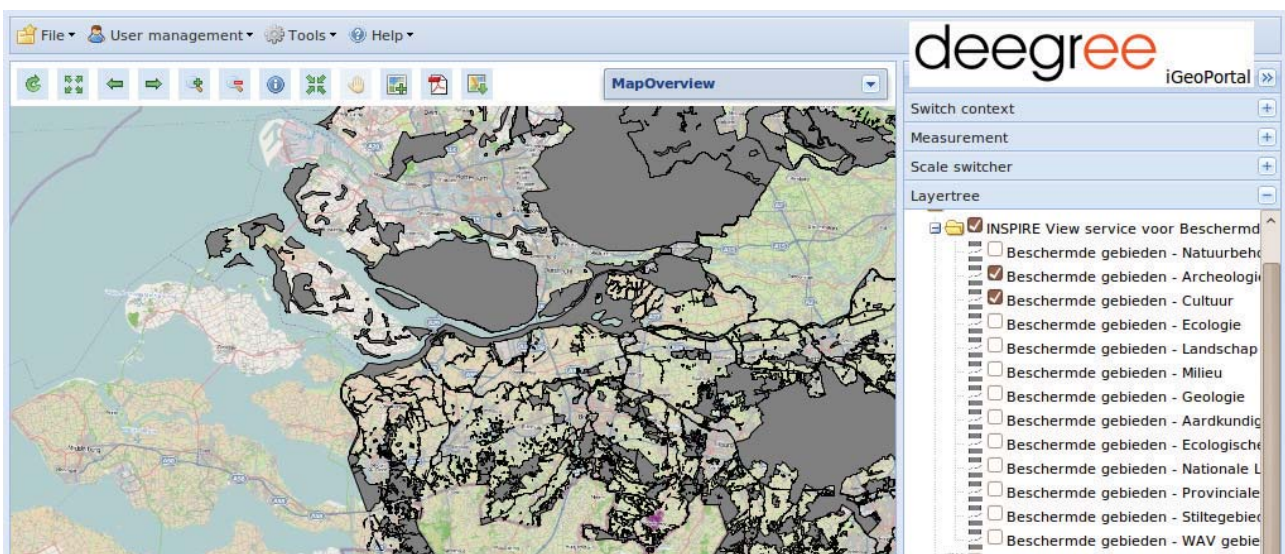 File
User management
Tools
Help
deegree
iGeoPortal
MapOverview
Switch context
Measurement
Scale switcher
Layertree
INSPIRE View service voor Beschermd
Beschermde gebieden - Natuurbeh
Beschermde gebieden - Archeologi
Beschermde gebieden - Cultuur
Beschermde gebieden - Ecologie
Beschermde gebieden - Landschap
Beschermde gebieden - Milieu
Beschermde gebieden - Geologie
Beschermde gebieden - Aardkundig
Beschermde gebieden - Ecologische
Beschermde gebieden - Nationale L
Beschermde gebieden - Provinciale
Beschermde gebieden - Stiltegebied
Beschermde gebieden - WAV gebie
Middelburg